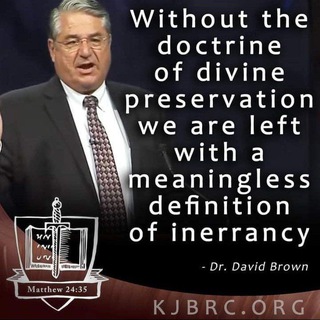 Without the
doctrine
of divine
preservation
we are left
with a
meaningless
definition
of inerrancy
- Dr. David Brown
Matthew 24:35
KJBRC.ORG